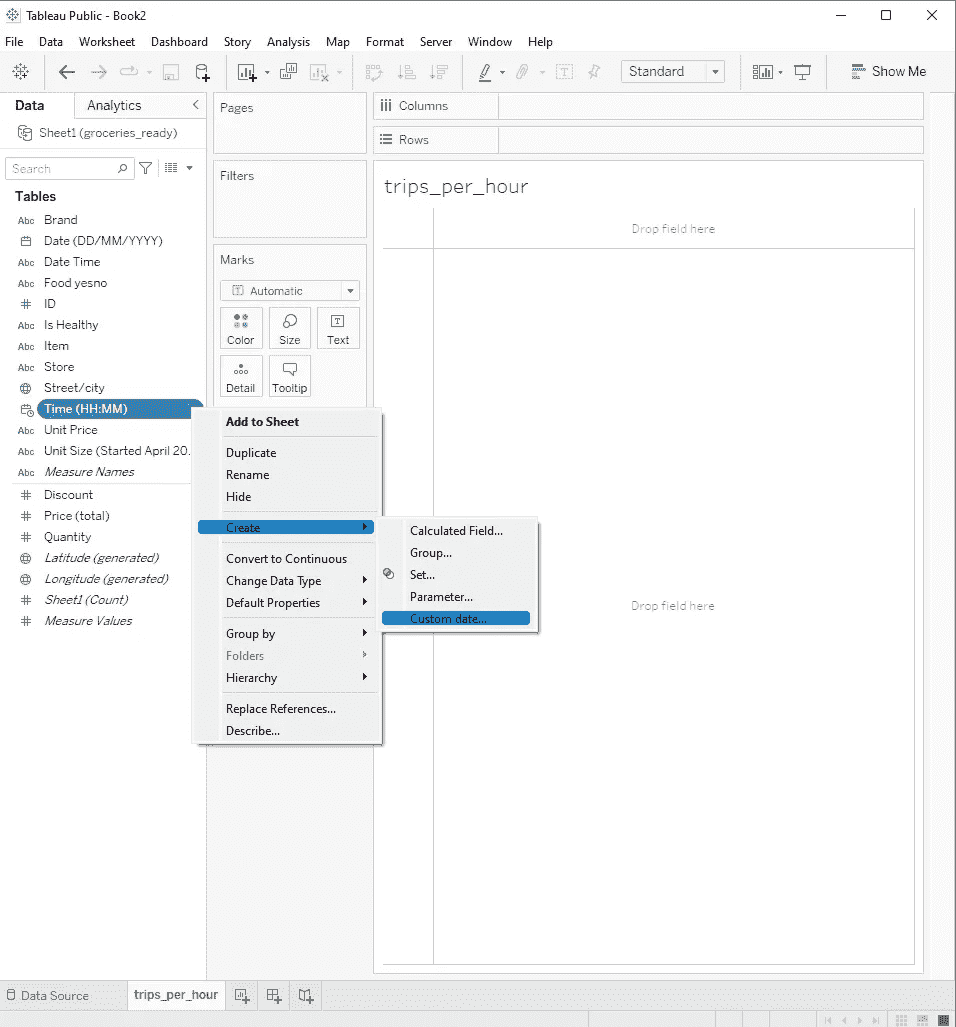 Tableau Public - Book2
File Data Worksheet Dashboard Story Analysis Map Format Server Window Help
Standard
Show Me
Data Analytics
Sheet1 (groceries_ready)
Search
Tables
Abc Brand
Date (DD/MM/YYYY)
Abc Date Time
Abc Food yesno
ID
Abc Is Healthy
Abc Item
Abc Store
Street/city
Time (HH:MM)
Abc Unit Price
Abc Unit Size (Started April 20.
Abc Measure Names
Discount
Price (total)
Quantity
Latitude (generated)
Longitude (generated)
Sheet1 (Count)
Measure Values
Pages
Filters
Marks
Automatic
Color Size Text
Detail Tooltip
Columns
Rows
trips_per_hour
Drop field here
Drop field here
Add to Sheet
Duplicate
Rename
Hide
Create
Convert to Continuous
Change Data Type
Default Properties
Group by
Folders
Hierarchy
Replace References...
Describe...
Calculated Field...
Group...
Set...
Parameter...
Custom date...
Data Source trips_per_hour